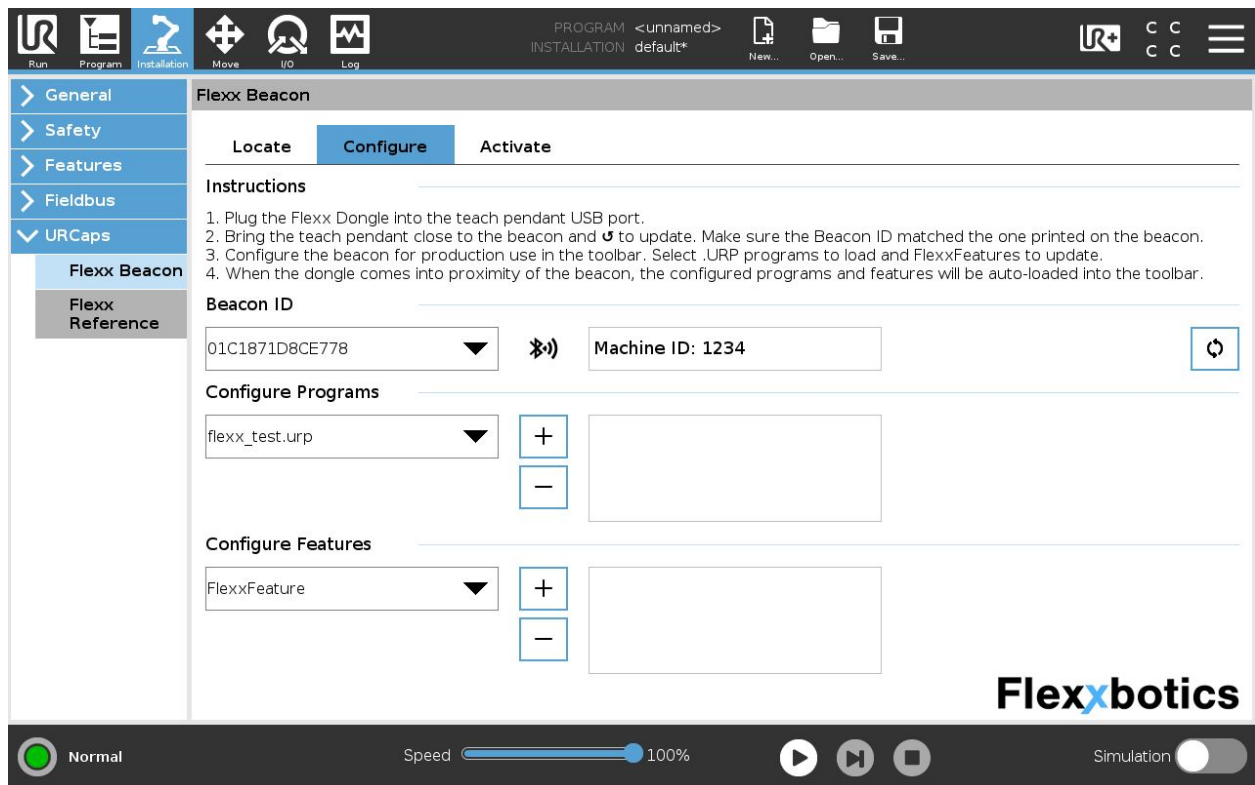 PROGRAM <unnamed>
INSTALLATION default*
UR
Run
Program
Installation
Move
I/O
Log
New...
Open...
Save...
UR+
C C
C C
General
Safety
Features
Fieldbus
URCaps
Flexx Beacon
Flexx
Reference
Flexx Beacon
Locate
Configure
Activate
Instructions
1. Plug the Flexx Dongle into the teach pendant USB port.
2. Bring the teach pendant close to the beacon and ↺ to update. Make sure the Beacon ID matched the one printed on the beacon.
3. Configure the beacon for production use in the toolbar. Select .URP programs to load and FlexxFeatures to update.
4. When the dongle comes into proximity of the beacon, the configured programs and features will be auto-loaded into the toolbar.
Beacon ID
01C1871D8CE778
Machine ID: 1234
Configure Programs
flexx_test.urp
+
−
Configure Features
FlexxFeature
+
−
Flexxbotics
Normal
Speed
100%
Simulation